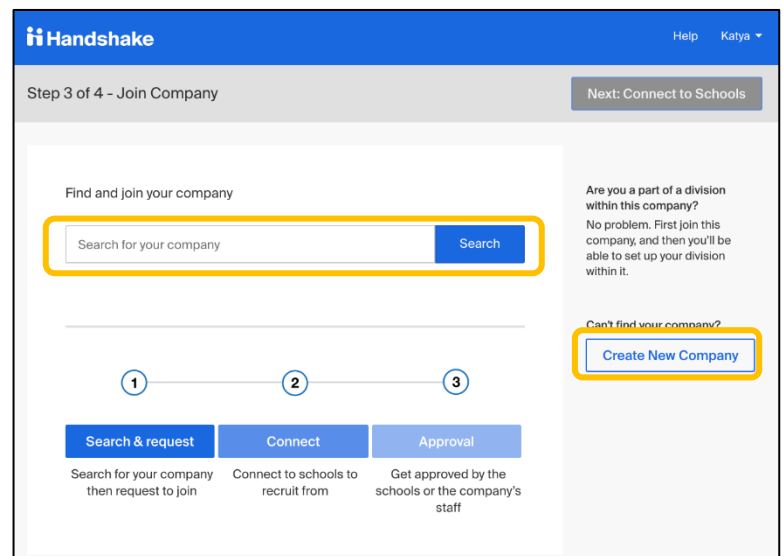 Handshake
Help Katya
Step 3 of 4 - Join Company
Next: Connect to Schools
Find and join your company
Search for your company
Search
Are you a part of a division
within this company?
No problem. First join this
company, and then you'll be
able to set up your division
within it.
Can't find your company?
Create New Company
1
2
3
Search & request
Connect
Approval
Search for your company
then request to join
Connect to schools to
recruit from
Get approved by the
schools or the company's
staff